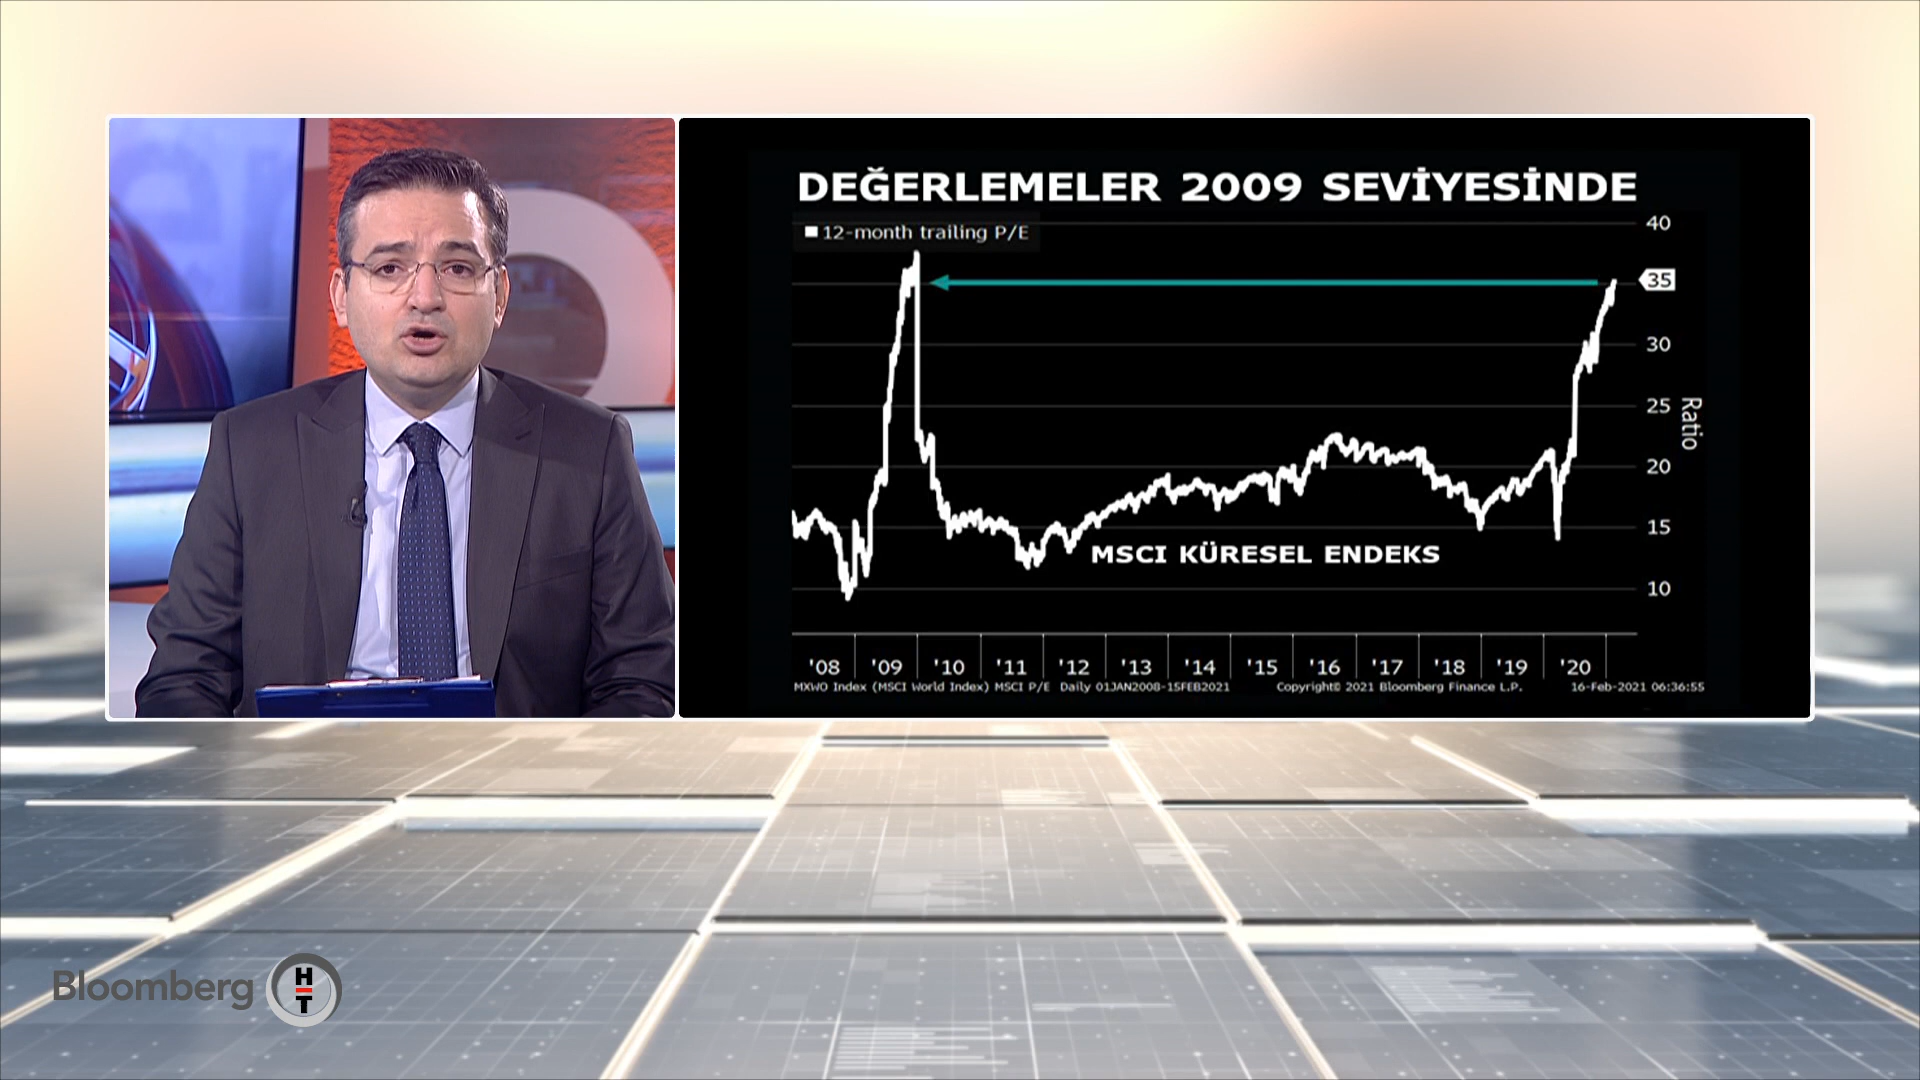 DEĞERLEMELER 2009 SEVİYESİNDE
12-month trailing P/E
40
35
30
25
20
15
10
Ratio
MSCI KÜRESEL ENDEKS
'08 '09 '10 '11 '12 '13 '14 '15 '16 '17 '18 '19 '20
MXWO Index (MSCI World Index) MSCI P/E Daily 01JAN2008-15FEB2021 Copyright© 2021 Bloomberg Finance L.P. 16-Feb-2021 06:36:55
Bloomberg HT